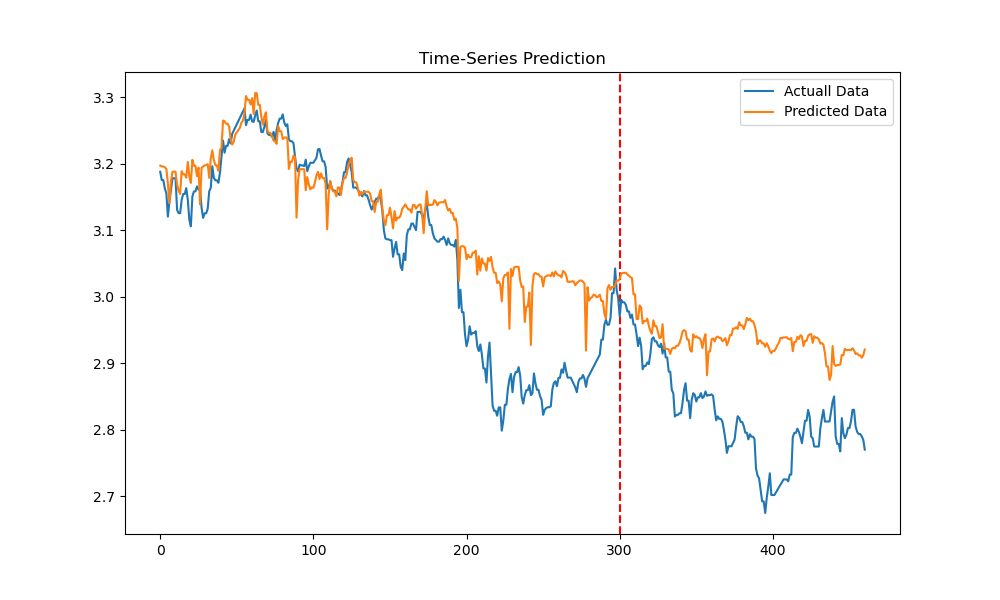 Time-Series Prediction
Actuall Data
Predicted Data
3.3
3.2
3.1
3.0
2.9
2.8
2.7
0 100 200 300 400